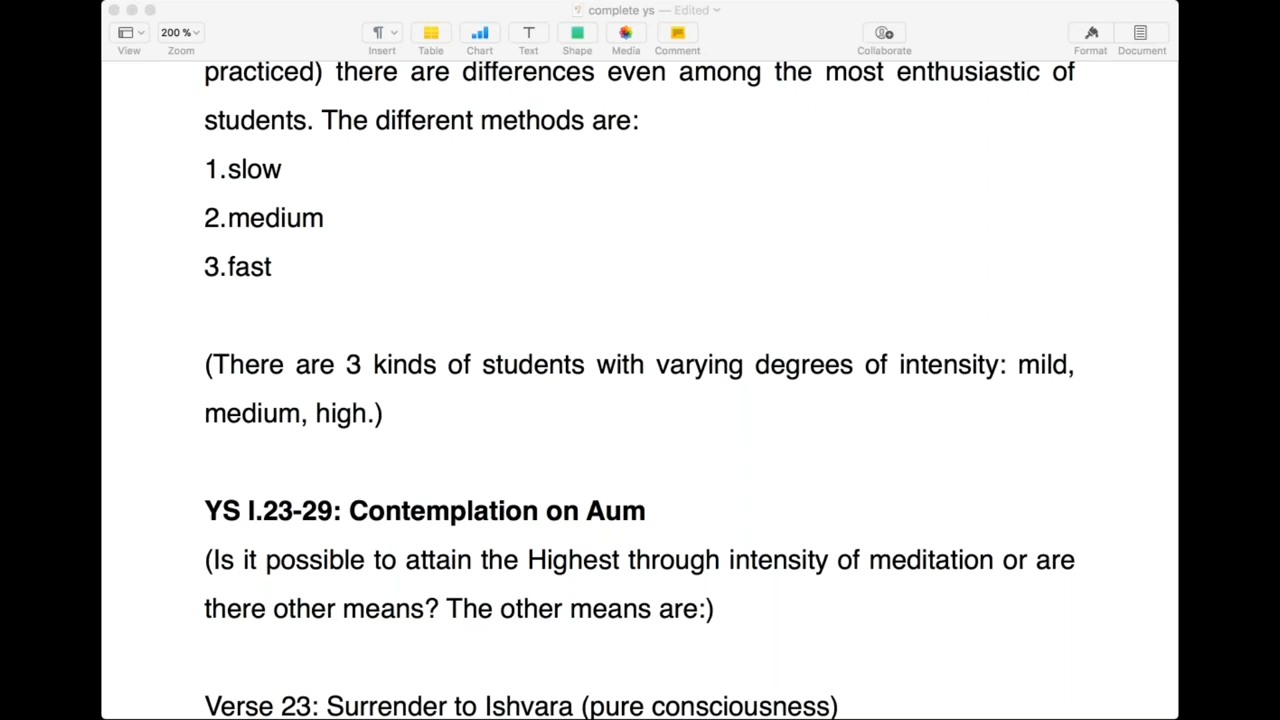 complete ys — Edited
200 %
View
Zoom
Insert
Table
Chart
Text
Shape
Media
Comment
Collaborate
Format
Document
practiced) there are differences even among the most enthusiastic of
students. The different methods are:
1.slow
2.medium
3.fast
(There are 3 kinds of students with varying degrees of intensity: mild,
medium, high.)
YS I.23-29: Contemplation on Aum
(Is it possible to attain the Highest through intensity of meditation or are
there other means? The other means are:)
Verse 23: Surrender to Ishvara (pure consciousness)